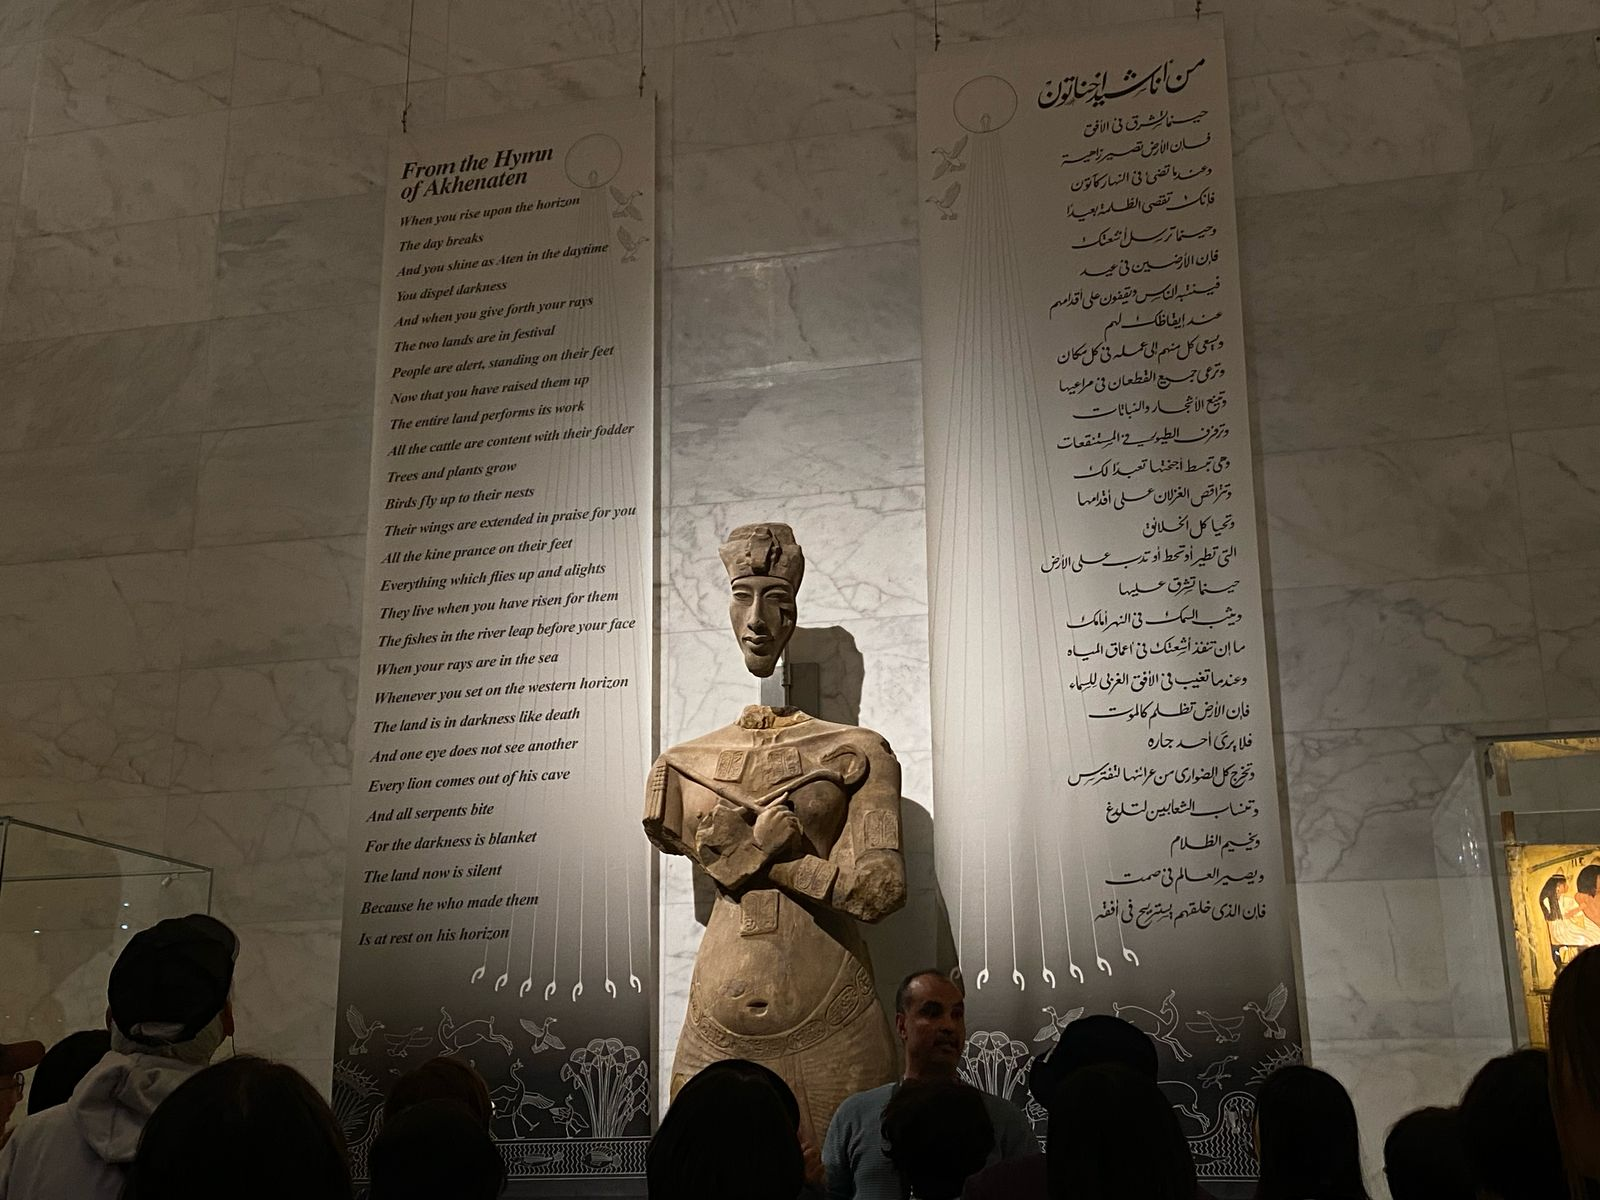 From the Hymn
of Akhenaten
When you rise upon the horizon
The day breaks
And you shine as Aten in the daytime
You dispel darkness
And when you give forth your rays
The two lands are in festival
People are alert, standing on their feet
Now that you have raised them up
The entire land performs its work
All the cattle are content with their fodder
Trees and plants grow
Birds fly up to their nests
Their wings are extended in praise for you
All the kine prance on their feet
Everything which flies up and alights
They live when you have risen for them
The fishes in the river leap before your face
When your rays are in the sea
Whenever you set on the western horizon
The land is in darkness like death
And one eye does not see another
Every lion comes out of his cave
And all serpents bite
For the darkness is blanket
The land now is silent
Because he who made them
Is at rest on his horizon
من أناشيد إخناتون
حينما تشرق في الأفق
فإن الأرض تصير زاهية
وعندما تضئ في النهار كآتون
فإنك تقصى الظلمة بعيدًا
وحينما ترسل أشعتك
فإن الأرضين في عيد
فينتبه الناس ويقفون على أقدامهم
عند إيقاظك لهم
ويسعى كل منهم إلى عمله في كل مكان
وترعى جميع القطعان في مراعيها
وتينع الأشجار والنباتات
وترفرف الطيور في المستنقعات
وهي تبسط أجنحتها تعبدًا لك
وتتراقص الغزلان على أقدامها
وتحيا كل الخلائق
التي تطير أو تحط أو تدب على الأرض
حينما تشرق عليها
ويثب السمك في النهر أمامك
ما إن تنفذ أشعتك في أعماق المياه
وعندما تغيب في الأفق الغربي للسماء
فإن الأرض تظلم كالموت
فلا يرى أحد جاره
وتخرج كل الضوارى من عرائنها لتفترس
وتنساب الثعابين لتلدغ
ويخيم الظلام
ويصير العالم في صمت
فإن الذي خلقهم يستريح في أفقه